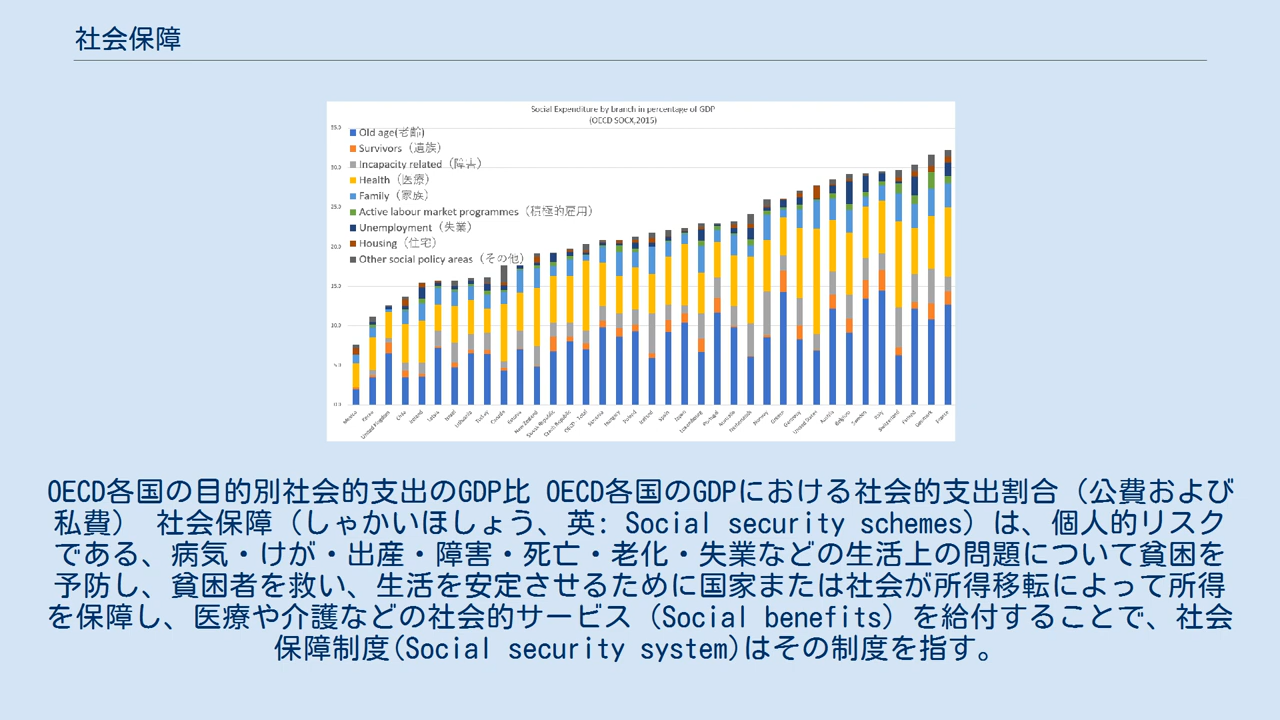 社会保障
Social Expenditure by branch in percentage of GDP
(OECD SOCX,2015)
Old age(老齢)
Survivors（遺族）
Incapacity related（障害）
Health（医療）
Family（家族）
Active labour market programmes（積極的雇用）
Unemployment（失業）
Housing（住宅）
Other social policy areas（その他）
OECD各国の目的別社会的支出のGDP比 OECD各国のGDPにおける社会的支出割合（公費および
私費） 社会保障（しゃかいほしょう、英: Social security schemes）は、個人的リスク
である、病気・けが・出産・障害・死亡・老化・失業などの生活上の問題について貧困を
予防し、貧困者を救い、生活を安定させるために国家または社会が所得移転によって所得
を保障し、医療や介護などの社会的サービス（Social benefits）を給付することで、社会
保障制度(Social security system)はその制度を指す。